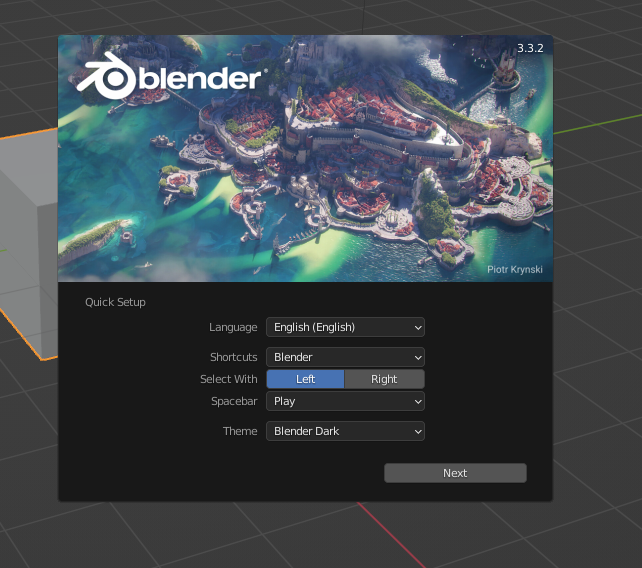 3.3.2
blender
Piotr Krynski
Quick Setup
Language English (English)
Shortcuts Blender
Select With Left Right
Spacebar Play
Theme Blender Dark
Next